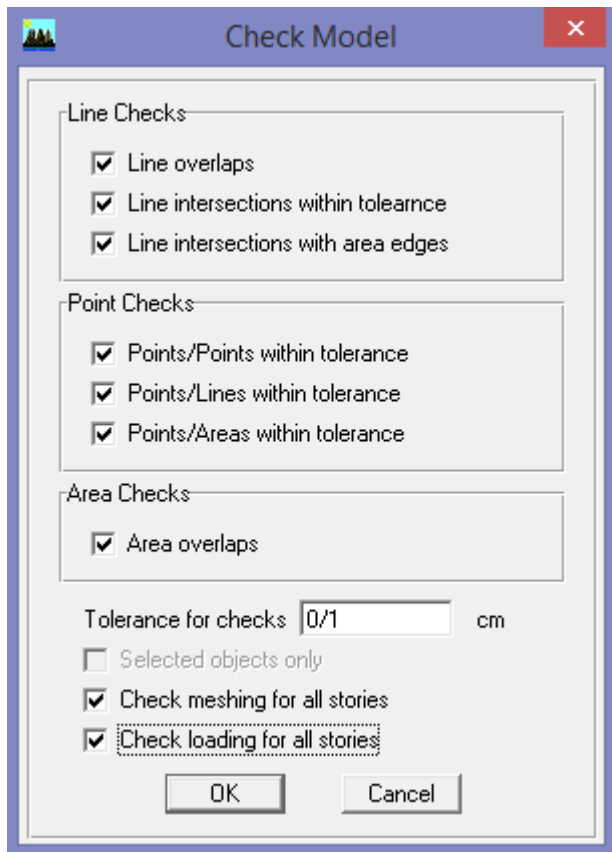 Check Model
Line Checks
Line overlaps
Line intersections within tolearnce
Line intersections with area edges
Point Checks
Points/Points within tolerance
Points/Lines within tolerance
Points/Areas within tolerance
Area Checks
Area overlaps
Tolerance for checks 0/1 cm
Selected objects only
Check meshing for all stories
Check loading for all stories
OK Cancel